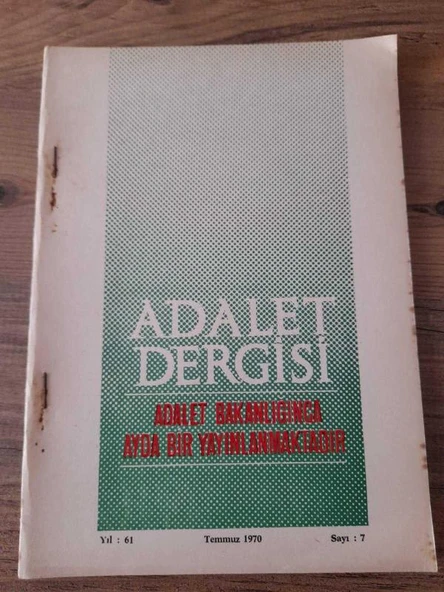 ADALET
DERGİSİ
ADALET BAKANLIĞINCA
AYDA BİR YAYINLANMAKTADIR
Yıl : 61 Temmuz 1970 Sayı : 7